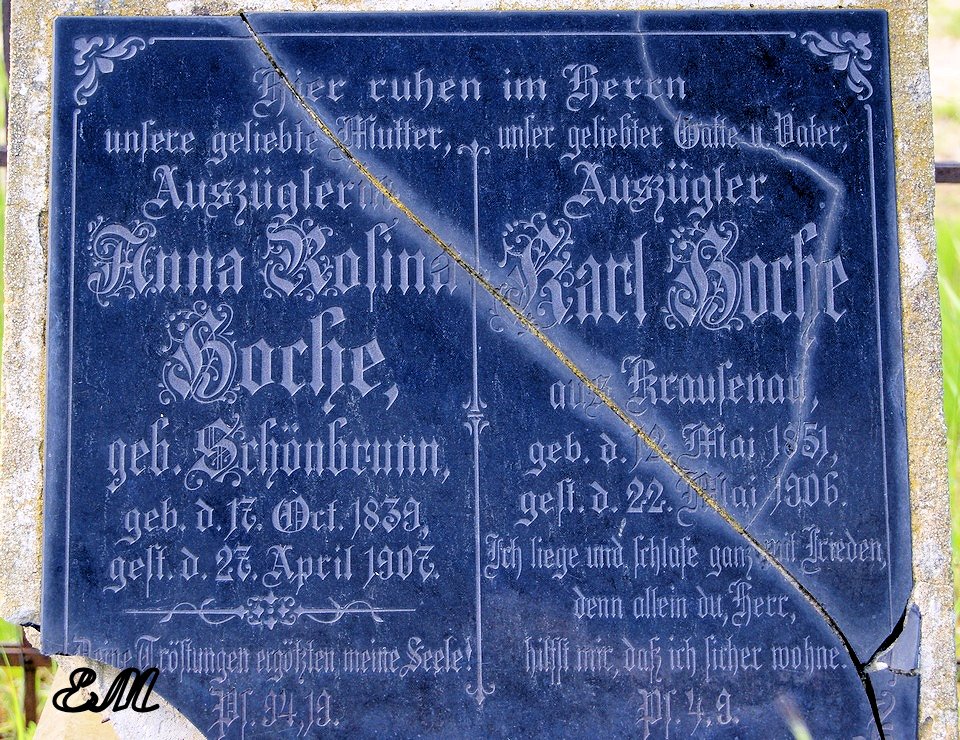 Hier ruhen im Herrn
unsere geliebte Mutter,
Auszüglerin
Anna Rosina
Hoche,
geb. Schönbrunn,
geb. d. 17. Oct. 1839,
gest. d. 27. April 1907.
Deine Tröstungen ergötzten meine Seele!
Ps. 94,19.
unser geliebter Gatte u. Vater,
Auszügler
Karl Hoche
aus Krausenau,
geb. d. Mai 1851,
gest. d. 22. Mai 1906.
Ich liege und schlafe ganz mit Frieden,
denn allein du, Herr,
hilfst mir, daß ich sicher wohne.
Ps. 4,9.
EM